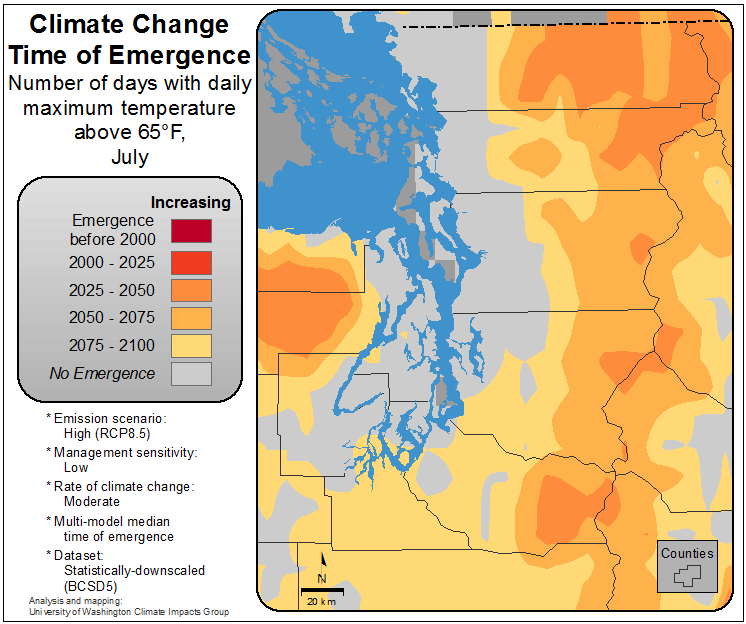 Climate Change
Time of Emergence
Number of days with daily
maximum temperature
above 65°F,
July
Increasing
Emergence
before 2000
2000 - 2025
2025 - 2050
2050 - 2075
2075 - 2100
No Emergence
* Emission scenario:
High (RCP8.5)
* Management sensitivity:
Low
* Rate of climate change:
Moderate
* Multi-model median
time of emergence
* Dataset:
Statistically-downscaled
(BCSD5)
Analysis and mapping:
University of Washington Climate Impacts Group
N
20 km
Counties